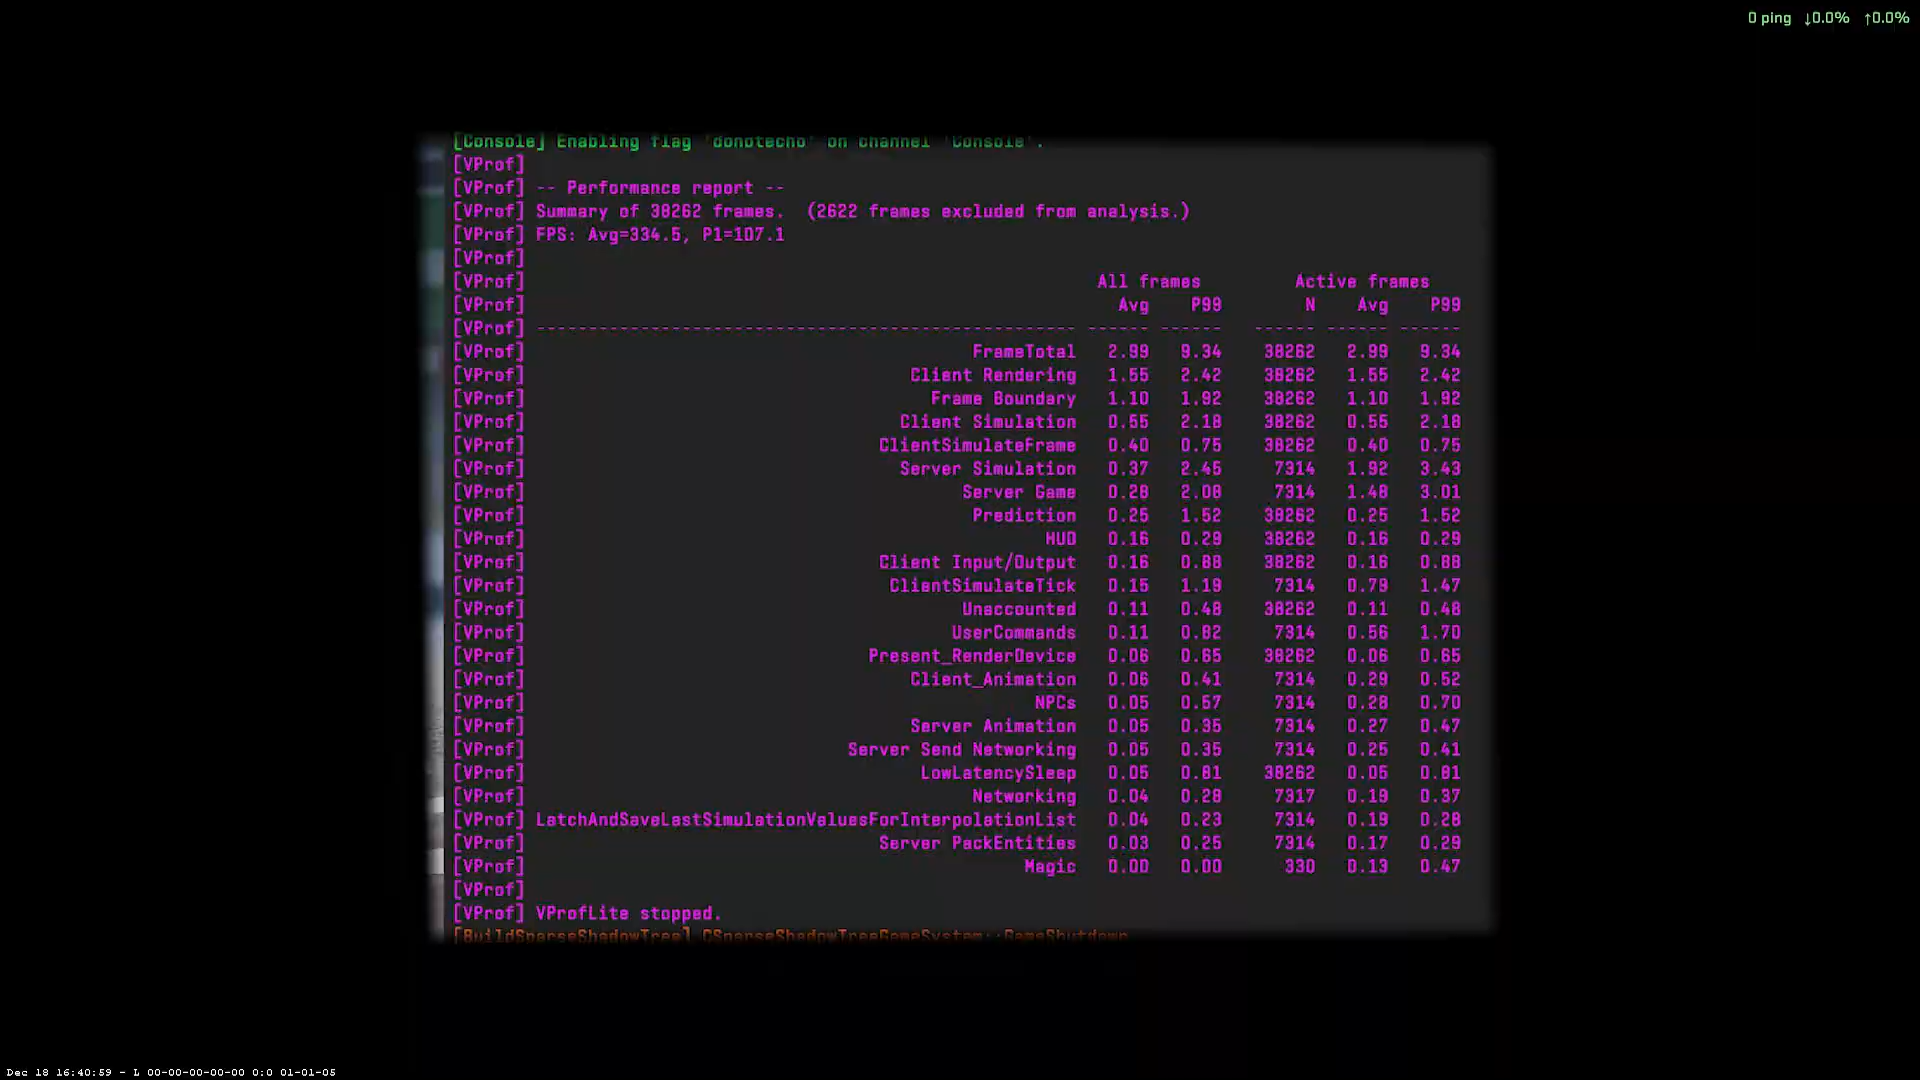 0 ping ↓0.0% ↑0.0%
[Console] Enabling flag 'donotecho' on channel 'Console'.
[VProf]
[VProf] -- Performance report --
[VProf] Summary of 38262 frames. (2622 frames excluded from analysis.)
[VProf] FPS: Avg=334.5, P1=107.1
[VProf]
[VProf] All frames Active frames
[VProf] Avg P99 N Avg P99
[VProf] ---------------------------------------------------- ------ ------ ------ ------ ------
[VProf] FrameTotal 2.99 9.34 38262 2.99 9.34
[VProf] Client Rendering 1.55 2.42 38262 1.55 2.42
[VProf] Frame Boundary 1.10 1.92 38262 1.10 1.92
[VProf] Client Simulation 0.55 2.18 38262 0.55 2.18
[VProf] ClientSimulateFrame 0.40 0.75 38262 0.40 0.75
[VProf] Server Simulation 0.37 2.45 7314 1.92 3.43
[VProf] Server Game 0.28 2.08 7314 1.48 3.01
[VProf] Prediction 0.25 1.52 38262 0.25 1.52
[VProf] HUD 0.16 0.29 38262 0.16 0.29
[VProf] Client Input/Output 0.16 0.88 38262 0.16 0.88
[VProf] ClientSimulateTick 0.15 1.19 7314 0.79 1.47
[VProf] Unaccounted 0.11 0.48 38262 0.11 0.48
[VProf] UserCommands 0.11 0.82 7314 0.56 1.70
[VProf] Present_RenderDevice 0.06 0.65 38262 0.06 0.65
[VProf] Client_Animation 0.06 0.41 7314 0.29 0.52
[VProf] NPCs 0.05 0.57 7314 0.28 0.70
[VProf] Server Animation 0.05 0.35 7314 0.27 0.47
[VProf] Server Send Networking 0.05 0.35 7314 0.25 0.41
[VProf] LowLatencySleep 0.05 0.81 38262 0.05 0.81
[VProf] Networking 0.04 0.28 7317 0.19 0.37
[VProf] LatchAndSaveLastSimulationValuesForInterpolationList 0.04 0.23 7314 0.19 0.28
[VProf] Server PackEntities 0.03 0.25 7314 0.17 0.29
[VProf] Magic 0.00 0.00 330 0.13 0.47
[VProf]
[VProf] VProfLite stopped.
[BuildSparseShadowTree] CSparseShadowTreeGameSystem::GameShutdown
Dec 18 16:40:59 - L 00-00-00-00-00 0:0 01-01-05